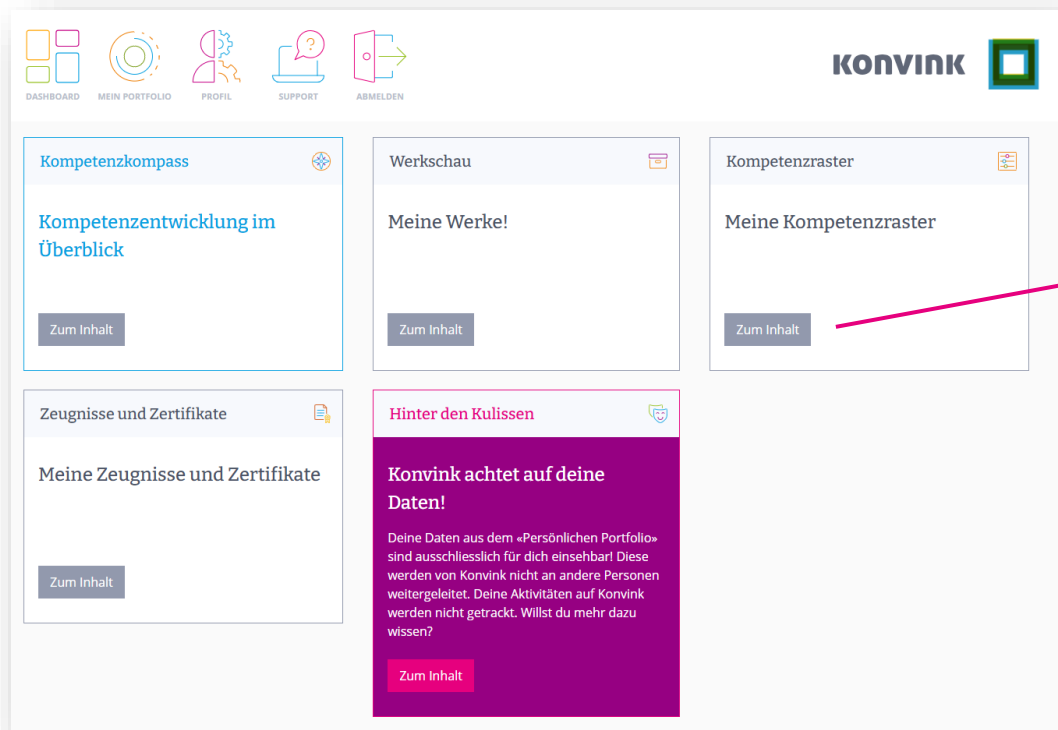 DASHBOARD
MEIN PORTFOLIO
PROFIL
SUPPORT
ABMELDEN
KONVINK
Kompetenzkompass
Kompetenzentwicklung im
Überblick
Zum Inhalt
Werkschau
Meine Werke!
Zum Inhalt
Kompetenzraster
Meine Kompetenzraster
Zum Inhalt
Zeugnisse und Zertifikate
Meine Zeugnisse und Zertifikate
Zum Inhalt
Hinter den Kulissen
Konvink achtet auf deine
Daten!
Deine Daten aus dem «Persönlichen Portfolio»
sind ausschliesslich für dich einsehbar! Diese
werden von Konvink nicht an andere Personen
weitergeleitet. Deine Aktivitäten auf Konvink
werden nicht getrackt. Willst du mehr dazu
wissen?
Zum Inhalt